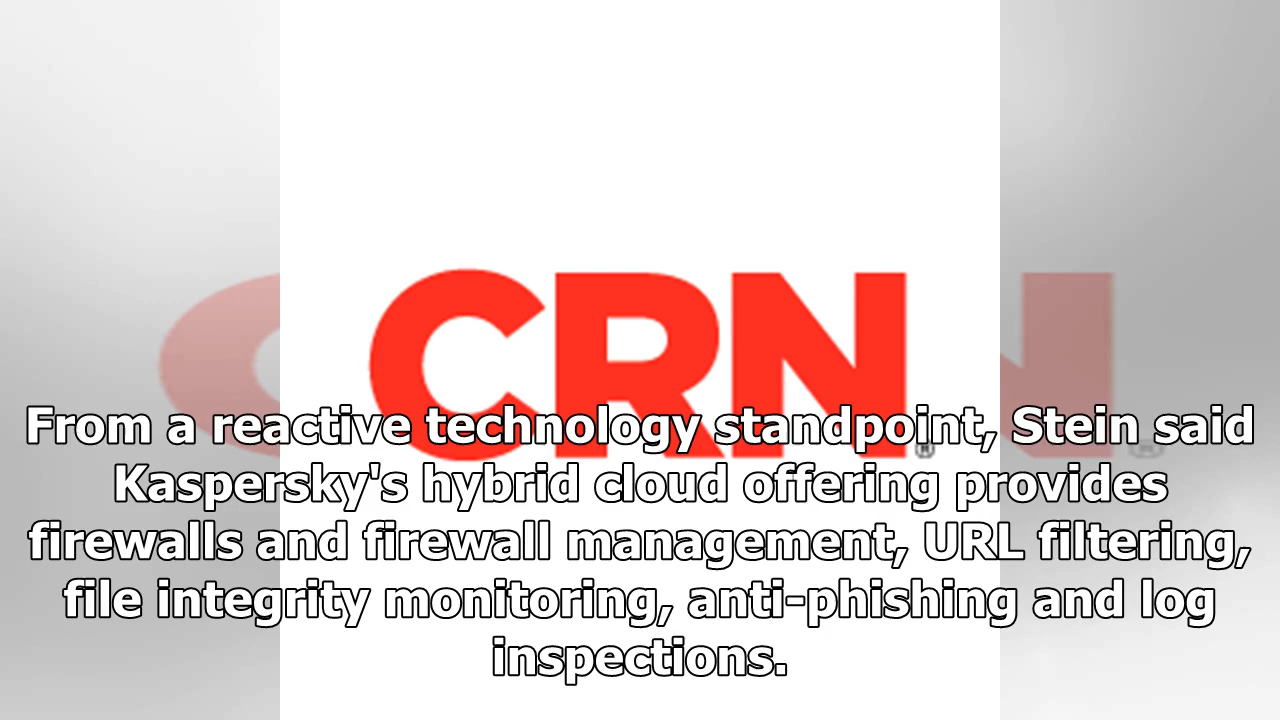 CRN
®
From a reactive technology standpoint, Stein said
Kaspersky's hybrid cloud offering provides
firewalls and firewall management, URL filtering,
file integrity monitoring, anti-phishing and log
inspections.